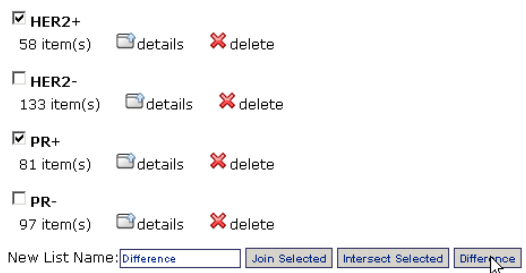 HER2+
58 item(s) details delete
HER2-
133 item(s) details delete
PR+
81 item(s) details delete
PR-
97 item(s) details delete
New List Name: Difference Join Selected Intersect Selected Difference